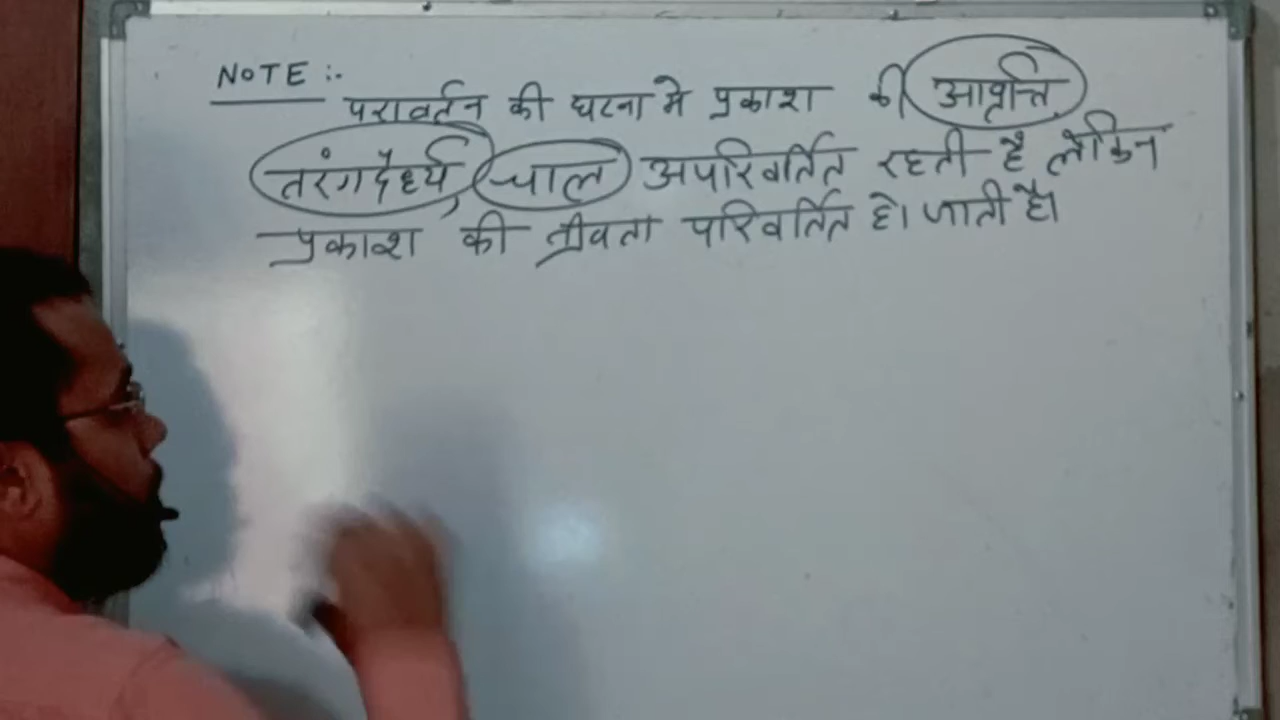 NOTE :-
परावर्तन की घटना मे प्रकाश की आवृत्ति
तरंगदैर्ध्य, चाल अपरिवर्तित रहती है लेकिन
प्रकाश की तीव्रता परिवर्तित हो जाती है।